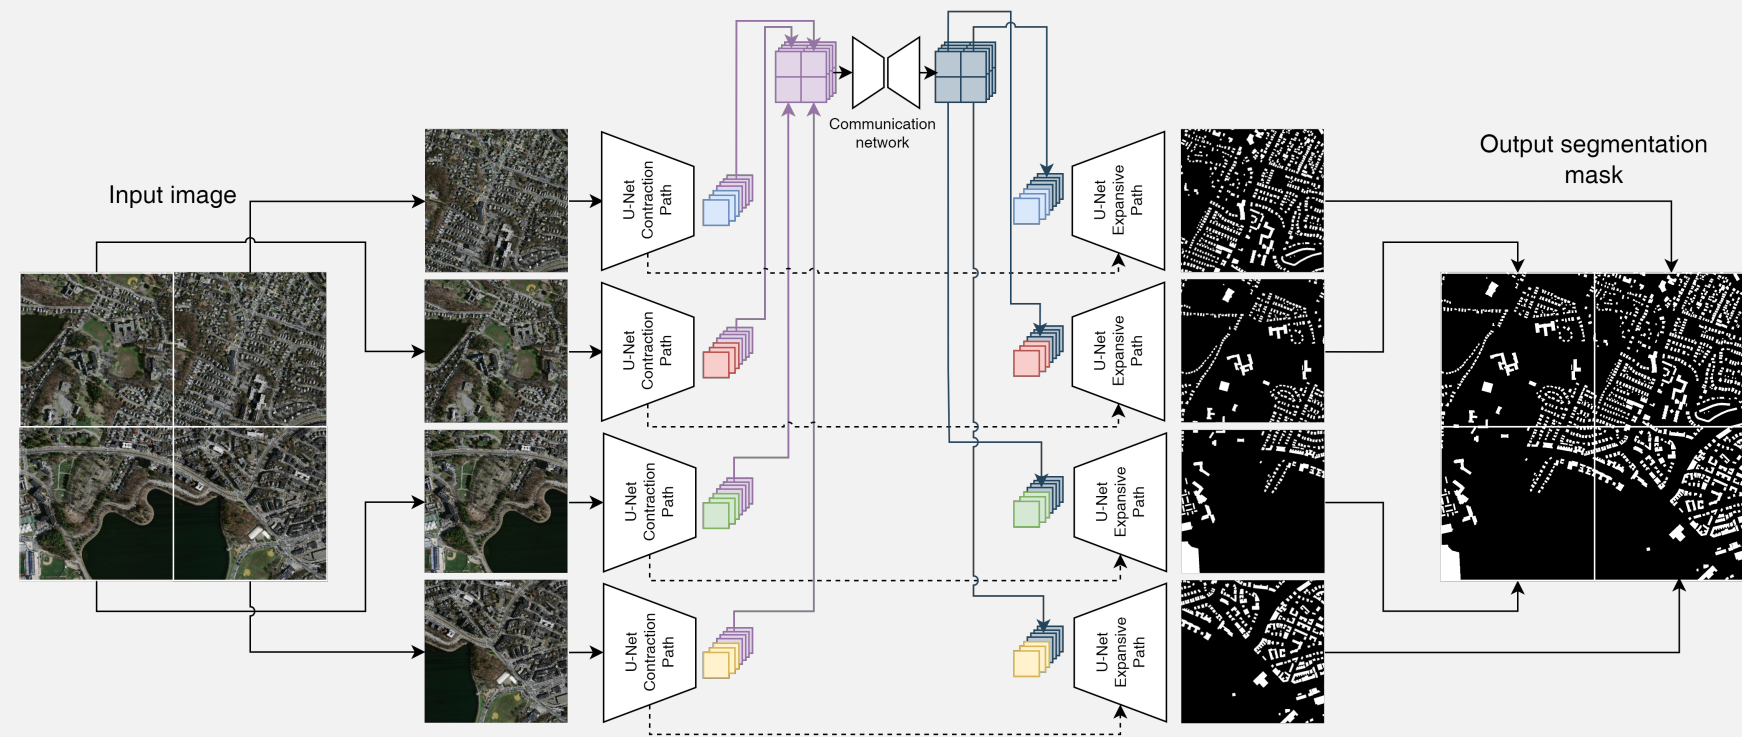 Communication
network
Input image
Output segmentation
mask
U-Net
Contraction
Path
U-Net
Expansive
Path
U-Net
Contraction
Path
U-Net
Expansive
Path
U-Net
Contraction
Path
U-Net
Expansive
Path
U-Net
Contraction
Path
U-Net
Expansive
Path